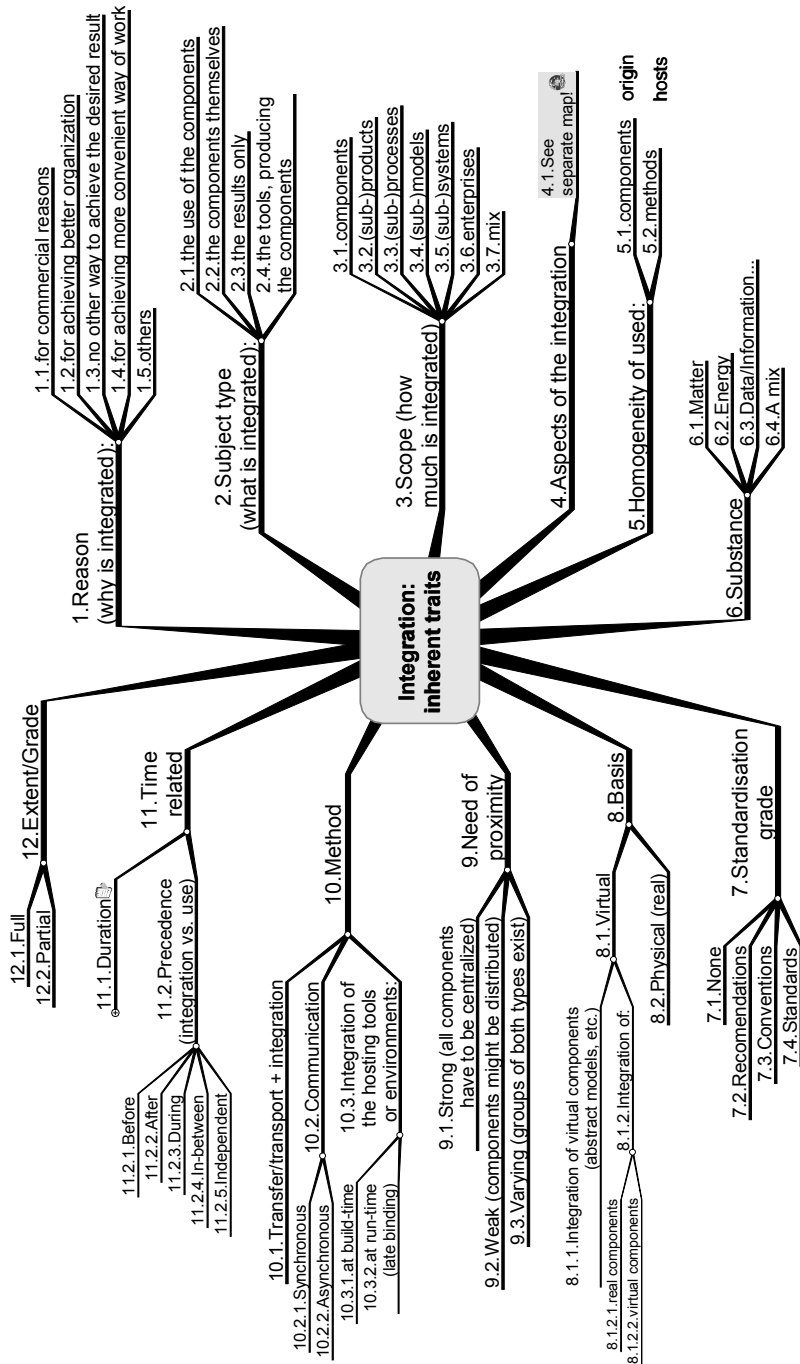 Integration:
inherent traits
1.Reason
(why is integrated):
1.1.for commercial reasons
1.2.for achieving better organization
1.3.no other way to achieve the desired result
1.4.for achieving more convenient way of work
1.5.others
2.Subject type
(what is integrated):
2.1.the use of the components
2.2.the components themselves
2.3.the results only
2.4.the tools, producing
the components
3.Scope (how
much is integrated)
3.1.components
3.2.(sub-)products
3.3.(sub-)processes
3.4.(sub-)models
3.5.(sub-)systems
3.6.enterprises
3.7.mix
4.Aspects of the integration
4.1.See
separate map!
5.Homogeneity of used:
5.1.components
5.2.methods
origin
hosts
6.Substance
6.1.Matter
6.2.Energy
6.3.Data/Information...
6.4.A mix
7.Standardisation
grade
7.1.None
7.2.Recomendations
7.3.Conventions
7.4.Standards
8.Basis
8.1.Virtual
8.1.1.Integration of virtual components
(abstract models, etc.)
8.1.2.Integration of:
8.1.2.1.real components
8.1.2.2.virtual components
8.2.Physical (real)
9.Need of
proximity
9.1.Strong (all components
have to be centralized)
9.2.Weak (components might be distributed)
9.3.Varying (groups of both types exist)
10.Method
10.1.Transfer/transport + integration
10.2.Communication
10.2.1.Synchronous
10.2.2.Asynchronous
10.3.Integration of
the hosting tools
or environments:
10.3.1.at build-time
10.3.2.at run-time
(late binding)
11.Time
related
11.1.Duration
11.2.Precedence
(integration vs. use)
11.2.1.Before
11.2.2.After
11.2.3.During
11.2.4.In-between
11.2.5.Independent
12.Extent/Grade
12.1.Full
12.2.Partial